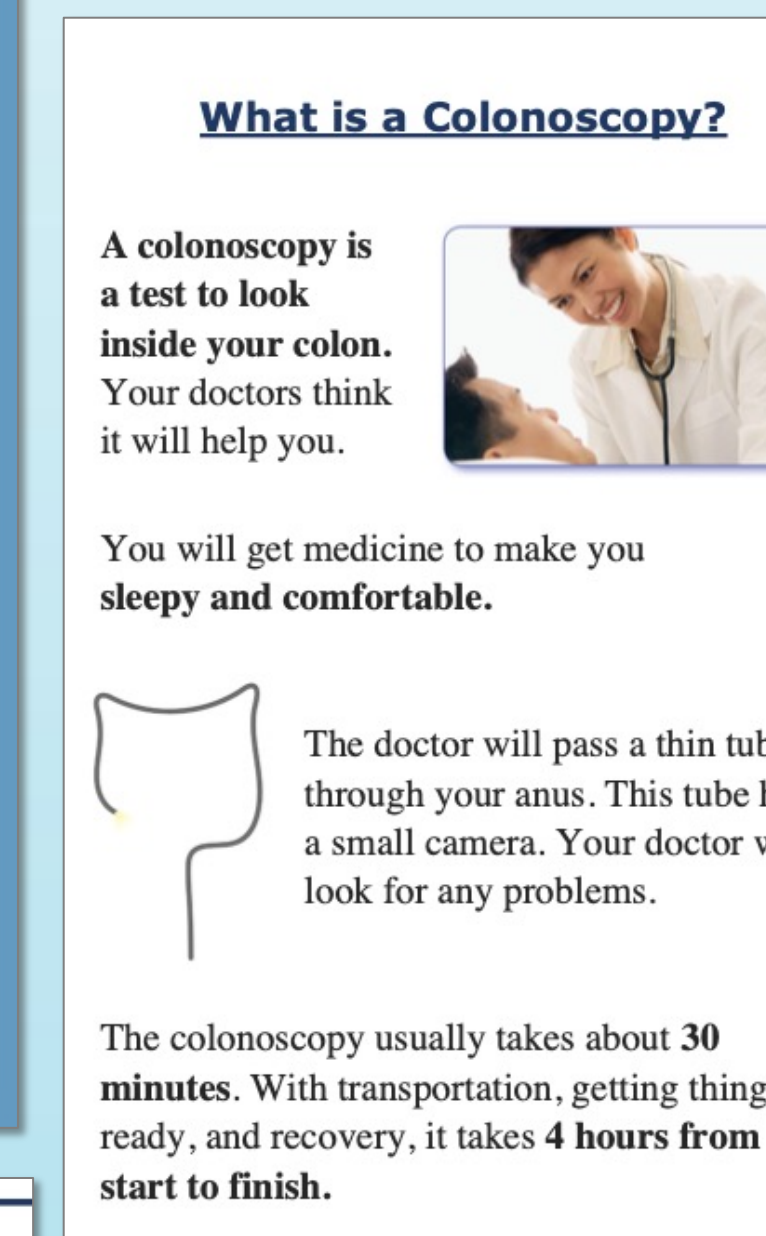 What is a Colonoscopy?
A colonoscopy is
a test to look
inside your colon.
Your doctors think
it will help you.
You will get medicine to make you
sleepy and comfortable.
The doctor will pass a thin tub
through your anus. This tube h
a small camera. Your doctor w
look for any problems.
The colonoscopy usually takes about 30
minutes. With transportation, getting thing
ready, and recovery, it takes 4 hours from
start to finish.